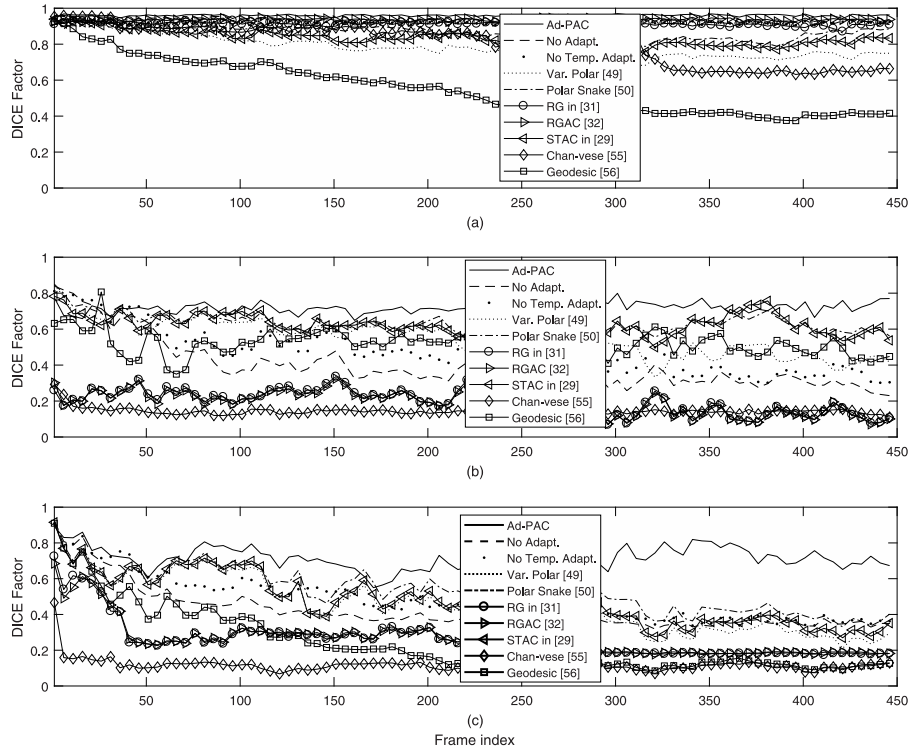 1
0.8
0.6
0.4
0.2
0
DICE Factor
Ad-PAC
No Adapt.
No Temp. Adapt.
Var. Polar [49]
Polar Snake [50]
RG in [31]
RGAC [32]
STAC in [29]
Chan-vese [55]
Geodesic [56]
50 100 150 200 250 300 350 400 450
(a)
1
0.8
0.6
0.4
0.2
0
DICE Factor
Ad-PAC
No Adapt.
No Temp. Adapt.
Var. Polar [49]
Polar Snake [50]
RG in [31]
RGAC [32]
STAC in [29]
Chan-vese [55]
Geodesic [56]
50 100 150 200 250 300 350 400 450
(b)
1
0.8
0.6
0.4
0.2
0
DICE Factor
Ad-PAC
No Adapt.
No Temp. Adapt.
Var. Polar [49]
Polar Snake [50]
RG in [31]
RGAC [32]
STAC in [29]
Chan-vese [55]
Geodesic [56]
50 100 150 200 250 300 350 400 450
(c)
Frame index